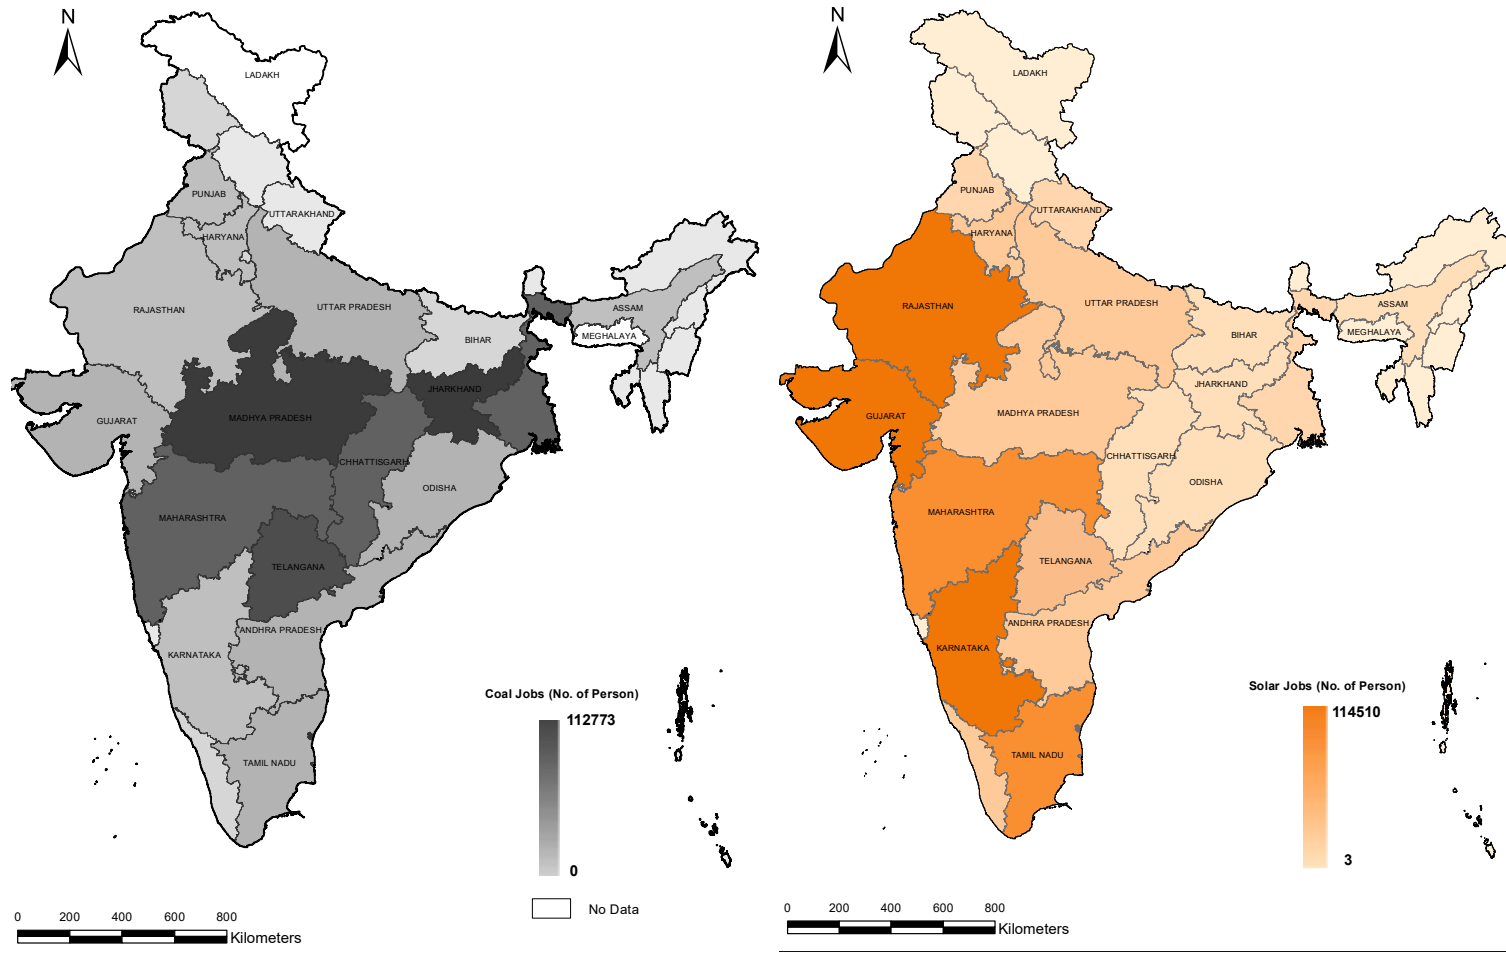 N
LADAKH
PUNJAB
UTTARAKHAND
HARYANA
RAJASTHAN
UTTAR PRADESH
ASSAM
MEGHALAYA
BIHAR
JHARKHAND
GUJARAT
MADHYA PRADESH
CHHATTISGARH
ODISHA
MAHARASHTRA
TELANGANA
ANDHRA PRADESH
KARNATAKA
TAMIL NADU
Coal Jobs (No. of Person)
112773
0
No Data
0 200 400 600 800
Kilometers
N
LADAKH
PUNJAB
UTTARAKHAND
HARYANA
RAJASTHAN
UTTAR PRADESH
ASSAM
MEGHALAYA
BIHAR
JHARKHAND
GUJARAT
MADHYA PRADESH
CHHATTISGARH
ODISHA
MAHARASHTRA
TELANGANA
ANDHRA PRADESH
KARNATAKA
TAMIL NADU
Solar Jobs (No. of Person)
114510
3
0 200 400 600 800
Kilometers